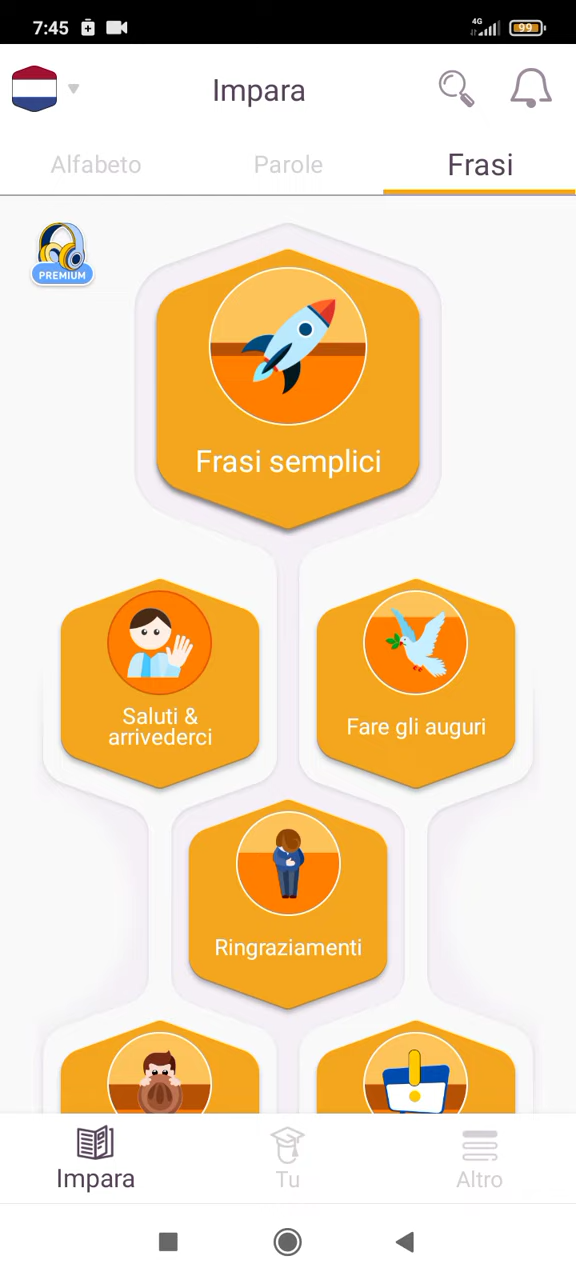 7:45
4G
99
Impara
Alfabeto
Parole
Frasi
PREMIUM
Frasi semplici
Saluti &
arrivederci
Fare gli auguri
Ringraziamenti
Impara
Tu
Altro